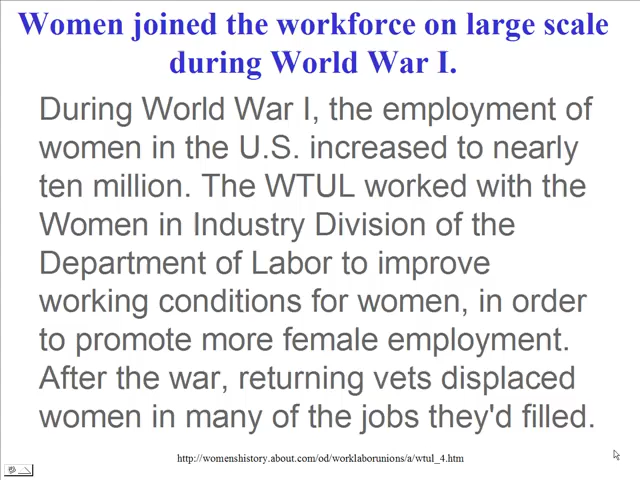 Women joined the workforce on large scale
during World War I.
During World War I, the employment of
women in the U.S. increased to nearly
ten million. The WTUL worked with the
Women in Industry Division of the
Department of Labor to improve
working conditions for women, in order
to promote more female employment.
After the war, returning vets displaced
women in many of the jobs they'd filled.
http://womenshistory.about.com/od/worklaborunions/a/wtul_4.htm